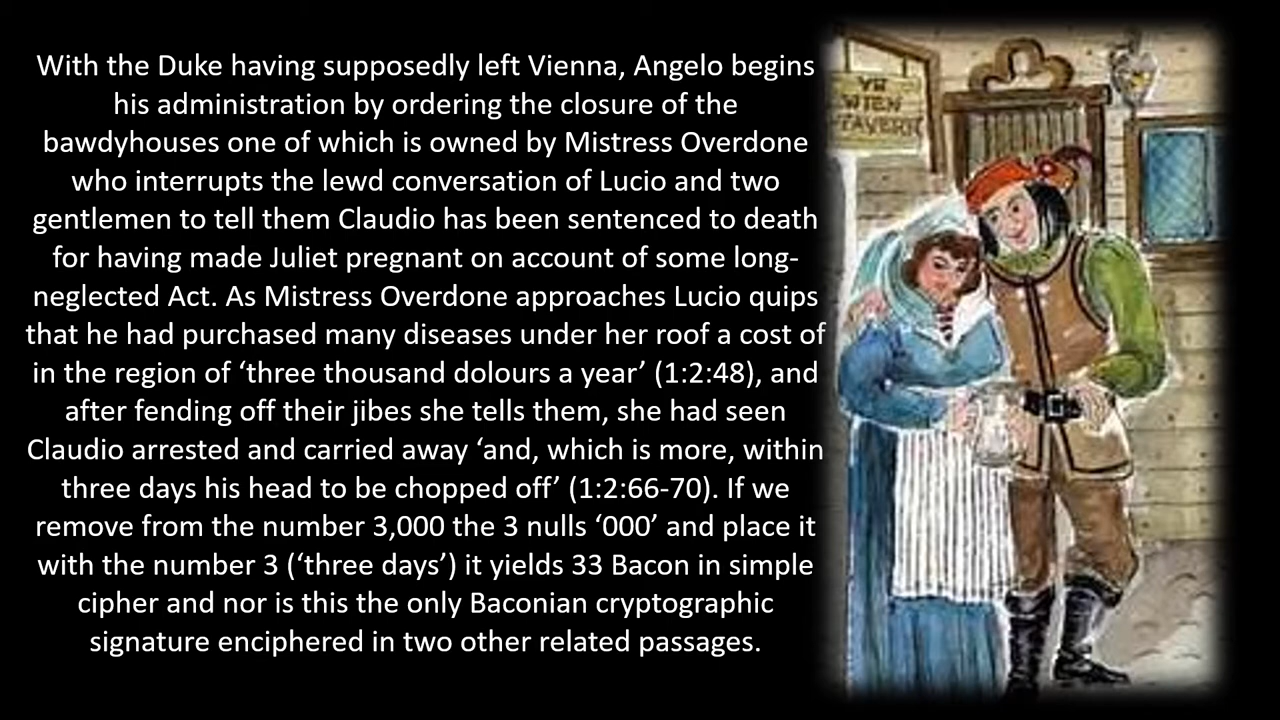 With the Duke having supposedly left Vienna, Angelo begins
his administration by ordering the closure of the
bawdyhouses one of which is owned by Mistress Overdone
who interrupts the lewd conversation of Lucio and two
gentlemen to tell them Claudio has been sentenced to death
for having made Juliet pregnant on account of some long-
neglected Act. As Mistress Overdone approaches Lucio quips
that he had purchased many diseases under her roof a cost of
in the region of ‘three thousand dolours a year’ (1:2:48), and
after fending off their jibes she tells them, she had seen
Claudio arrested and carried away ‘and, which is more, within
three days his head to be chopped off’ (1:2:66-70). If we
remove from the number 3,000 the 3 nulls ‘000’ and place it
with the number 3 (‘three days’) it yields 33 Bacon in simple
cipher and nor is this the only Baconian cryptographic
signature enciphered in two other related passages.
WIEN
TAVERN